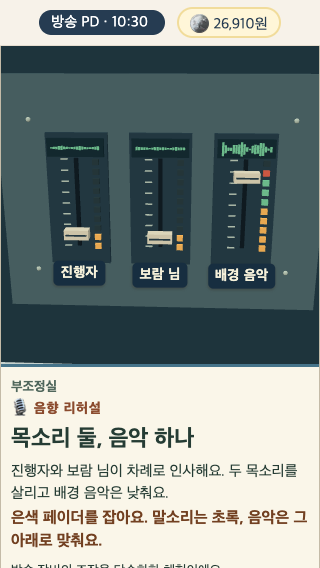 방송 PD · 10:30
26,910원
진행자
보람 님
배경 음악
부조정실
음향 리허설
목소리 둘, 음악 하나
진행자와 보람 님이 차례로 인사해요. 두 목소리를
살리고 배경 음악은 낮춰요.
은색 페이더를 잡아요. 말소리는 초록, 음악은 그
아래로 맞춰요.